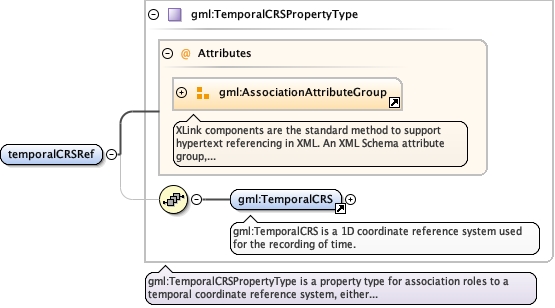 gml:TemporalCRSPropertyType
@ Attributes
gml:AssociationAttributeGroup
XLink components are the standard method to support
hypertext referencing in XML. An XML Schema attribute
group,...
temporalCRSRef
gml:TemporalCRS
gml:TemporalCRS is a 1D coordinate reference system used
for the recording of time.
gml:TemporalCRSPropertyType is a property type for association roles to a
temporal coordinate reference system, either...